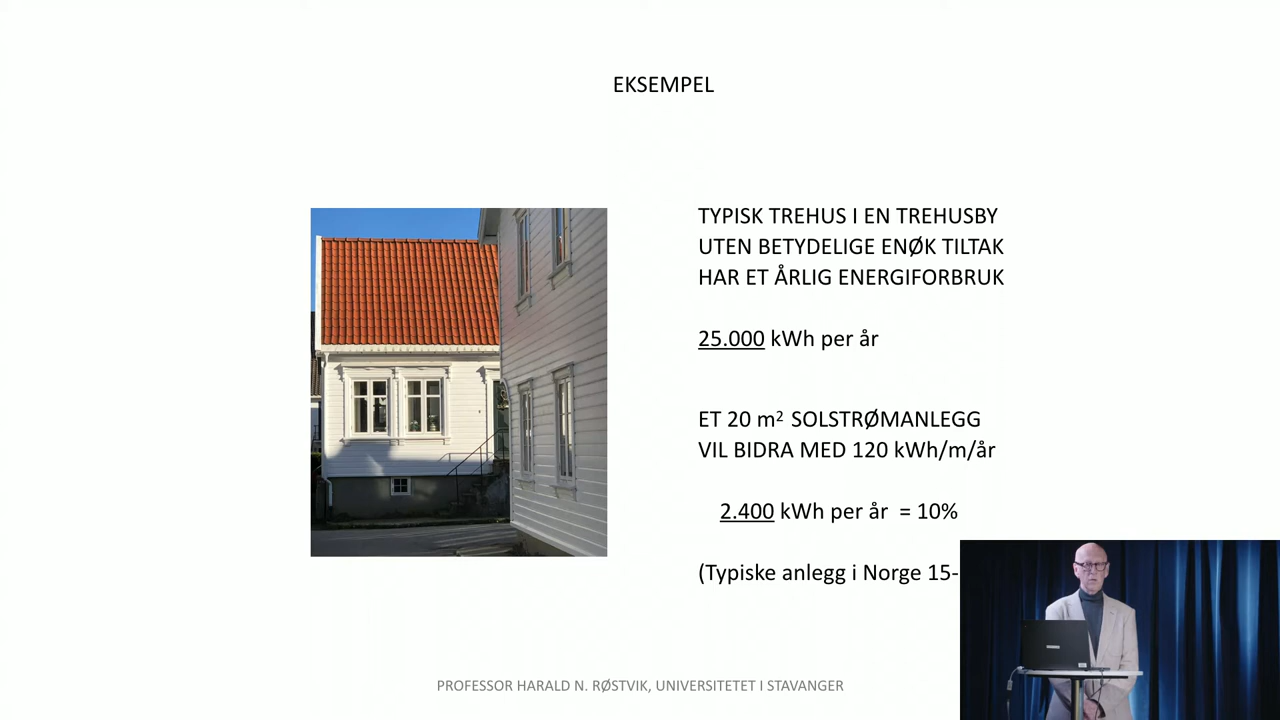 EKSEMPEL
TYPISK TREHUS I EN TREHUSBY
UTEN BETYDELIGE ENØK TILTAK
HAR ET ÅRLIG ENERGIFORBRUK
25.000 kWh per år
ET 20 m² SOLSTRØMANLEGG
VIL BIDRA MED 120 kWh/m/år
2.400 kWh per år = 10%
(Typiske anlegg i Norge 15-
PROFESSOR HARALD N. RØSTVIK, UNIVERSITETET I STAVANGER